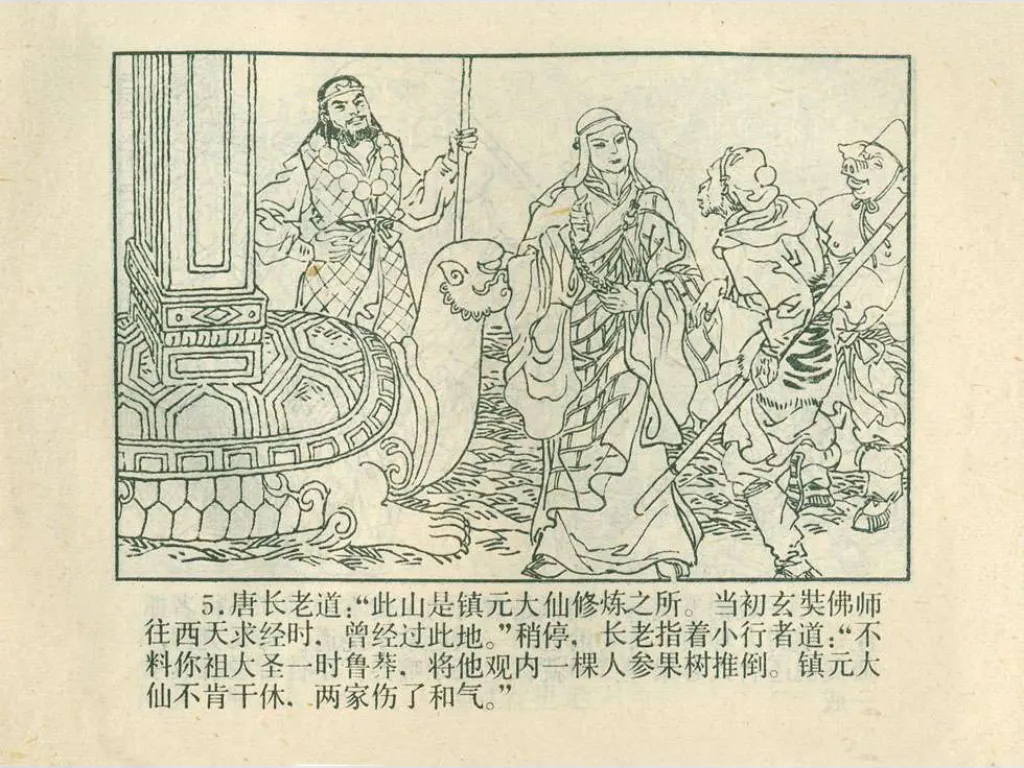 5.唐长老道:“此山是镇元大仙修炼之所。当初玄奘佛师
往西天求经时，曾经过此地。”稍停，长老指着小行者道:“不
料你祖大圣一时鲁莽，将他观内一棵人参果树推倒。镇元大
仙不肯干休，两家伤了和气。”